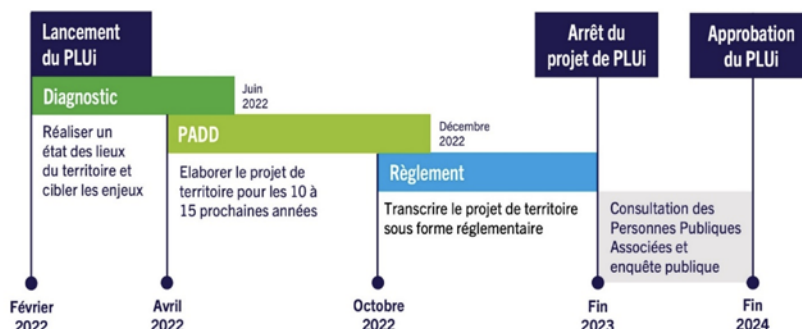 Lancement
du PLUi
Arrêt du
projet de PLUi
Approbation
du PLUi
Diagnostic
Juin
2022
Réaliser un
état des lieux
du territoire et
cibler les enjeux
PADD
Décembre
2022
Elaborer le projet de
territoire pour les 10 à
15 prochaines années
Règlement
Transcrire le projet de territoire
sous forme réglementaire
Consultation des
Personnes Publiques
Associées et
enquête publique
Février
2022
Avril
2022
Octobre
2022
Fin
2023
Fin
2024